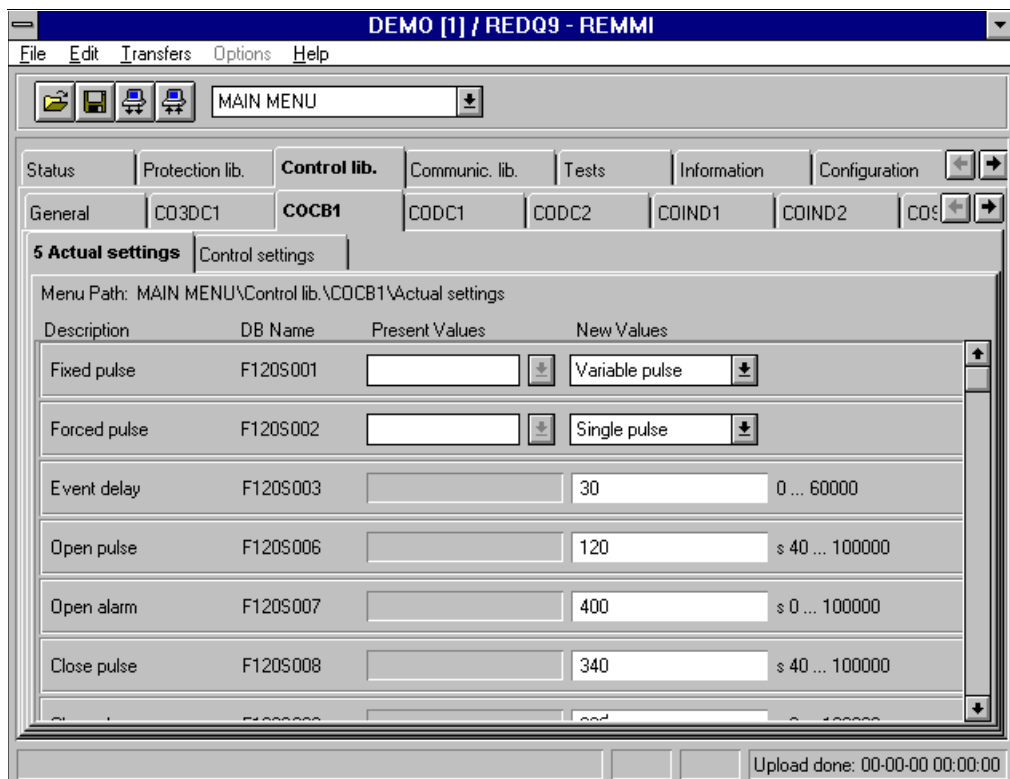 DEMO [1] / REDQ9 - REMMI
File Edit Transfers Options Help
MAIN MENU
Status Protection lib. Control lib. Communic. lib. Tests Information Configuration
General CO3DC1 COCB1 CODC1 CODC2 COIND1 COIND2
5 Actual settings Control settings
Menu Path: MAIN MENU\Control lib.\COCB1\Actual settings
Description DB Name Present Values New Values
Fixed pulse F120S001 Variable pulse
Forced pulse F120S002 Single pulse
Event delay F120S003 30 0 ... 60000
Open pulse F120S006 120 s 40 ... 100000
Open alarm F120S007 400 s 0 ... 100000
Close pulse F120S008 340 s 40 ... 100000
Upload done: 00-00-00 00:00:00